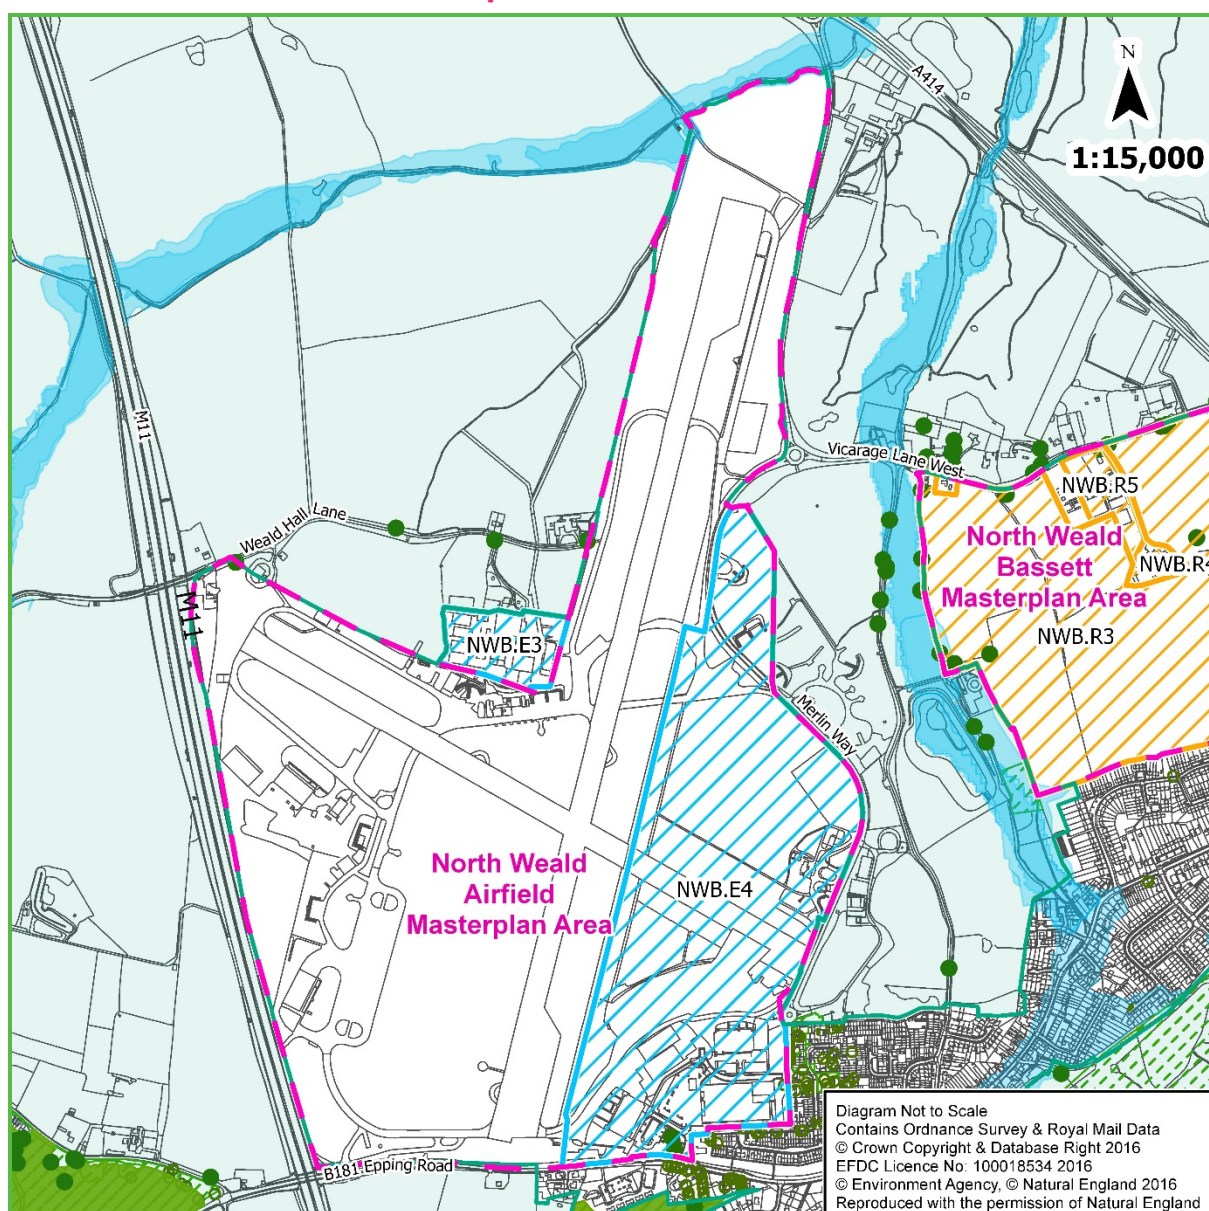 N
A414
1:15,000
M11
Vicarage Lane West
NWB.R5
Weald Hall Lane
North Weald
Bassett
Masterplan Area
NWB.R4
M11
NWB.R3
NWB.E3
Merlin Way
North Weald
Airfield
Masterplan Area
NWB.E4
B181 Epping Road
Diagram Not to Scale
Contains Ordnance Survey & Royal Mail Data
© Crown Copyright & Database Right 2016
EFDC Licence No: 100018534 2016
© Environment Agency, © Natural England 2016
Reproduced with the permission of Natural England